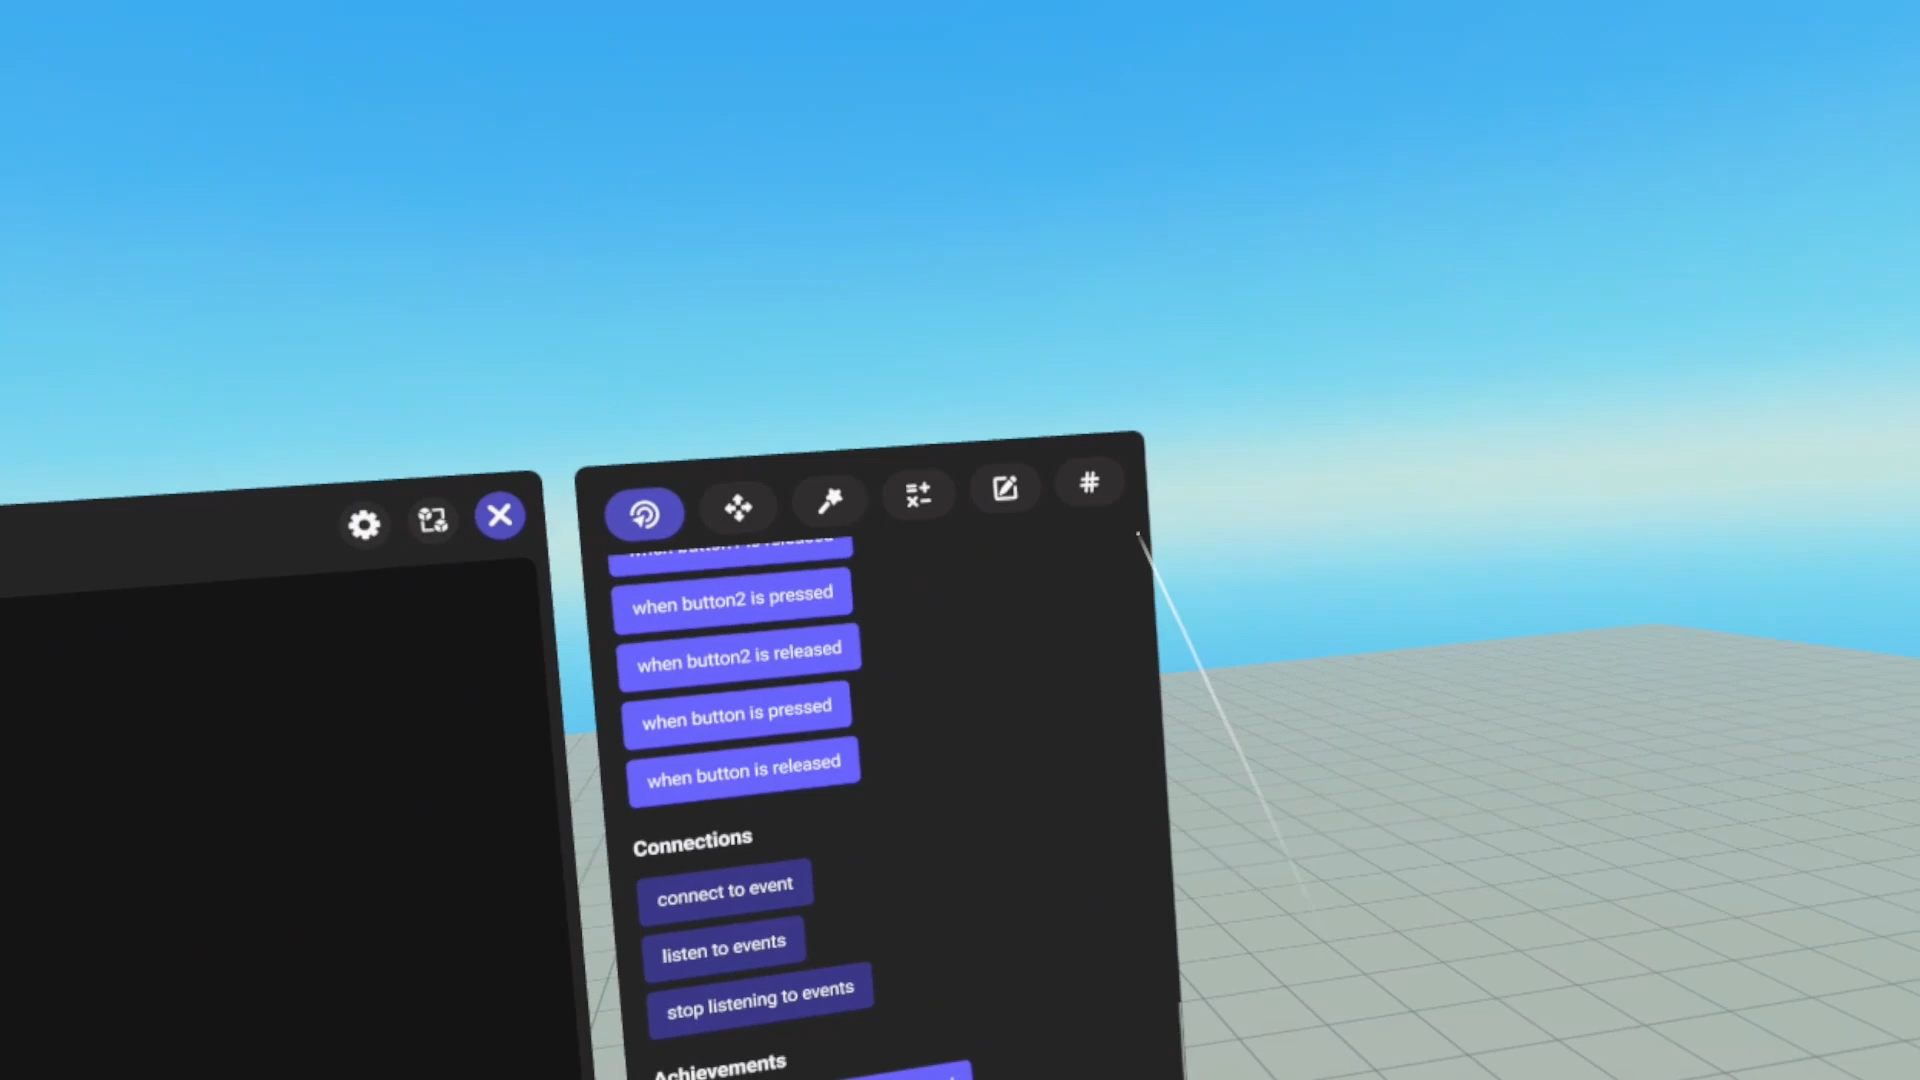 #
when button2 is pressed
when button2 is released
when button is pressed
when button is released
Connections
connect to event
listen to events
stop listening to events
Achievements